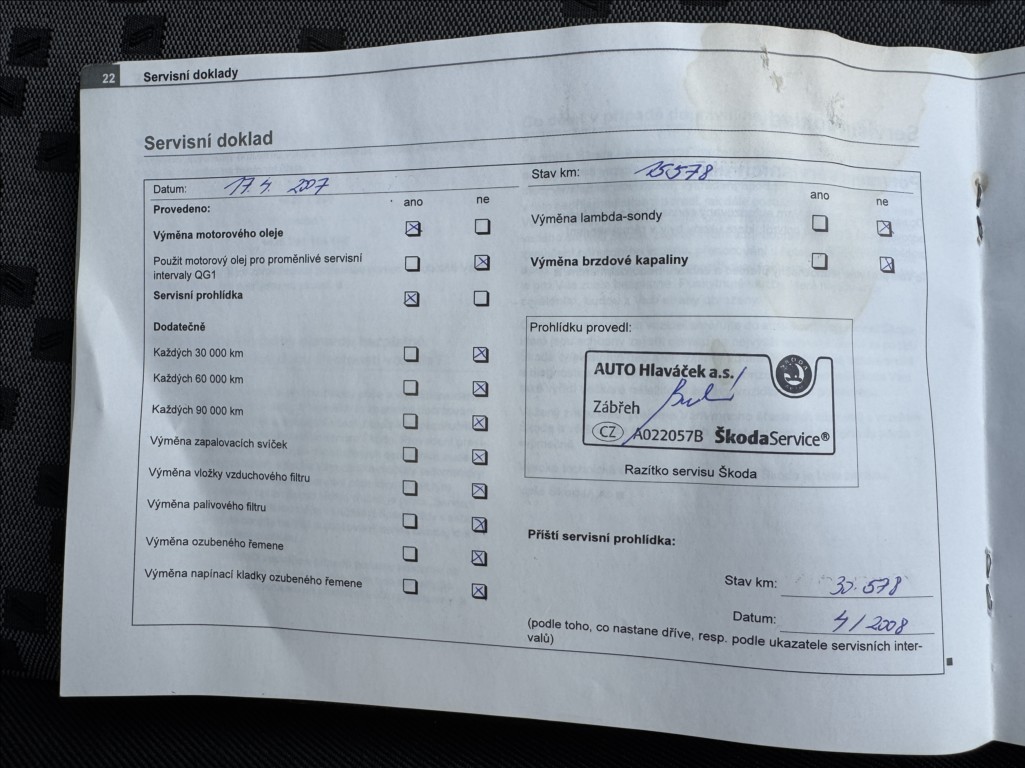 22 Servisní doklady
Servisní doklad
Datum: 17.4. 2007
Provedeno: ano ne
Výměna motorového oleje
Použit motorový olej pro proměnlivé servisní
intervaly QG1
Servisní prohlídka
Dodatečně
Každých 30 000 km
Každých 60 000 km
Každých 90 000 km
Výměna zapalovacích svíček
Výměna vložky vzduchového filtru
Výměna palivového filtru
Výměna ozubeného řemene
Výměna napínací kladky ozubeného řemene
Stav km: 15578
ano ne
Výměna lambda-sondy
Výměna brzdové kapaliny
Prohlídku provedl:
AUTO Hlaváček a.s.
Zábřeh
CZ A022057B ŠkodaService®
Razítko servisu Škoda
Příští servisní prohlídka:
Stav km: 30.578
Datum: 4/2008
(podle toho, co nastane dříve, resp. podle ukazatele servisních inter-
valů)